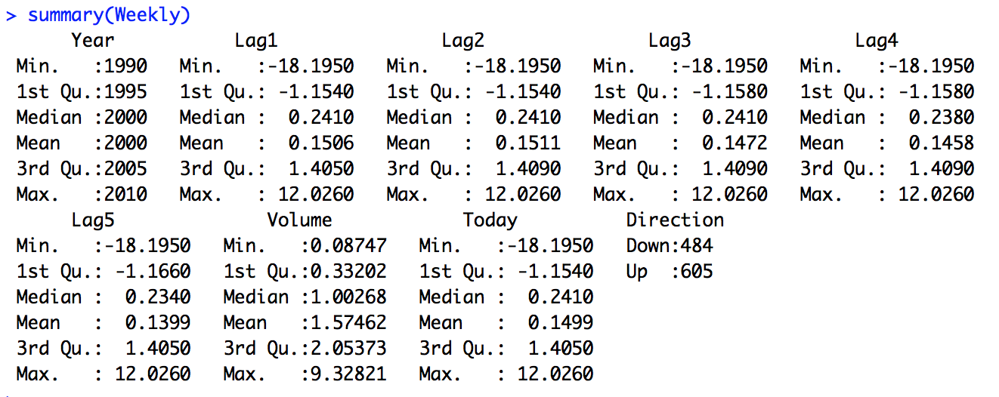 > summary(Weekly)
      Year           Lag1               Lag2               Lag3               Lag4
 Min.   :1990   Min.   :-18.1950   Min.   :-18.1950   Min.   :-18.1950   Min.   :-18.1950
 1st Qu.:1995   1st Qu.: -1.1540   1st Qu.: -1.1540   1st Qu.: -1.1580   1st Qu.: -1.1580
 Median :2000   Median :  0.2410   Median :  0.2410   Median :  0.2410   Median :  0.2380
 Mean   :2000   Mean   :  0.1506   Mean   :  0.1511   Mean   :  0.1472   Mean   :  0.1458
 3rd Qu.:2005   3rd Qu.:  1.4050   3rd Qu.:  1.4090   3rd Qu.:  1.4090   3rd Qu.:  1.4090
 Max.   :2010   Max.   : 12.0260   Max.   : 12.0260   Max.   : 12.0260   Max.   : 12.0260
      Lag5              Volume            Today          Direction
 Min.   :-18.1950   Min.   :0.08747   Min.   :-18.1950   Down:484
 1st Qu.: -1.1660   1st Qu.:0.33202   1st Qu.: -1.1540   Up  :605
 Median :  0.2340   Median :1.00268   Median :  0.2410
 Mean   :  0.1399   Mean   :1.57462   Mean   :  0.1499
 3rd Qu.:  1.4050   3rd Qu.:2.05373   3rd Qu.:  1.4050
 Max.   : 12.0260   Max.   :9.32821   Max.   : 12.0260